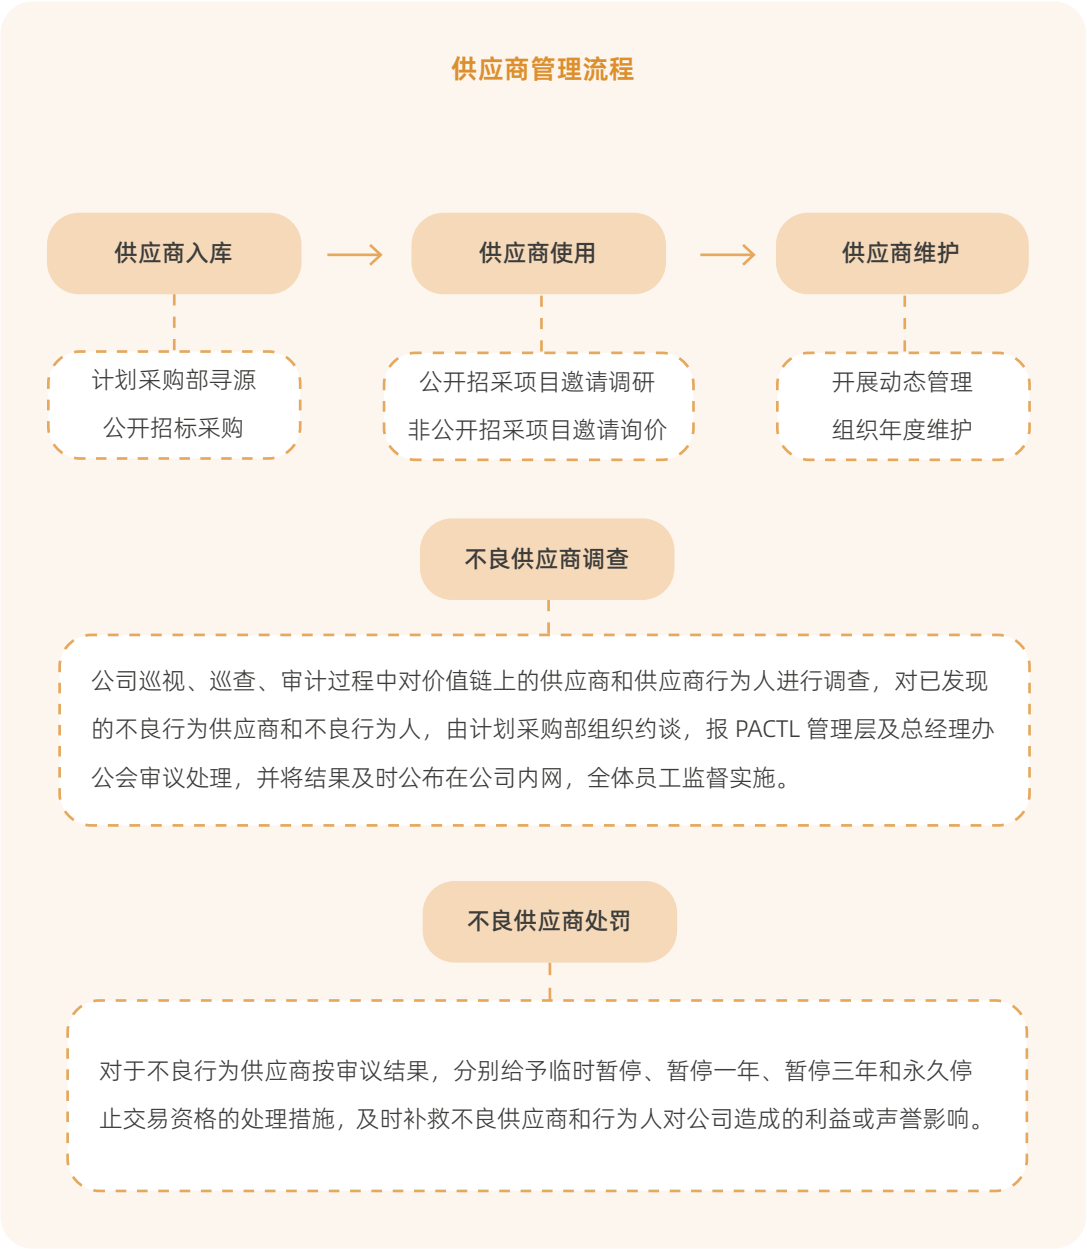 供应商管理流程
供应商入库
供应商使用
供应商维护
计划采购部寻源
公开招标采购
公开招采项目邀请调研
非公开招采项目邀请询价
开展动态管理
组织年度维护
不良供应商调查
公司巡视、巡查、审计过程中对价值链上的供应商和供应商行为人进行调查，对已发现
的不良行为供应商和不良行为人，由计划采购部组织约谈，报 PACTL 管理层及总经理办
公会审议处理，并将结果及时公布在公司内网，全体员工监督实施。
不良供应商处罚
对于不良行为供应商按审议结果，分别给予临时暂停、暂停一年、暂停三年和永久停
止交易资格的处理措施，及时补救不良供应商和行为人对公司造成的利益或声誉影响。